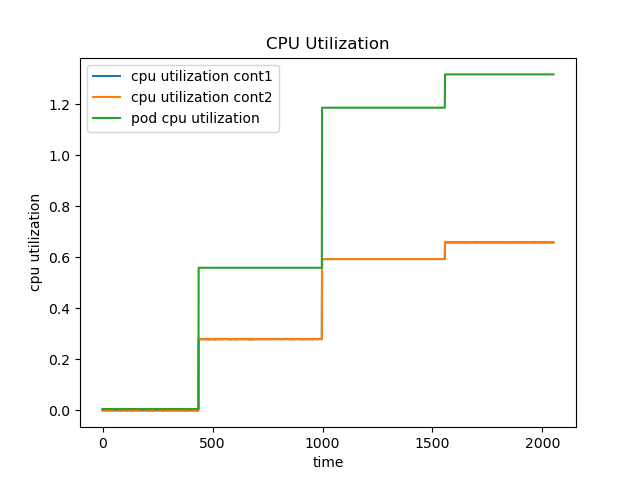 CPU Utilization
cpu utilization cont1
cpu utilization cont2
pod cpu utilization
cpu utilization
1.2
1.0
0.8
0.6
0.4
0.2
0.0
0 500 1000 1500 2000
time